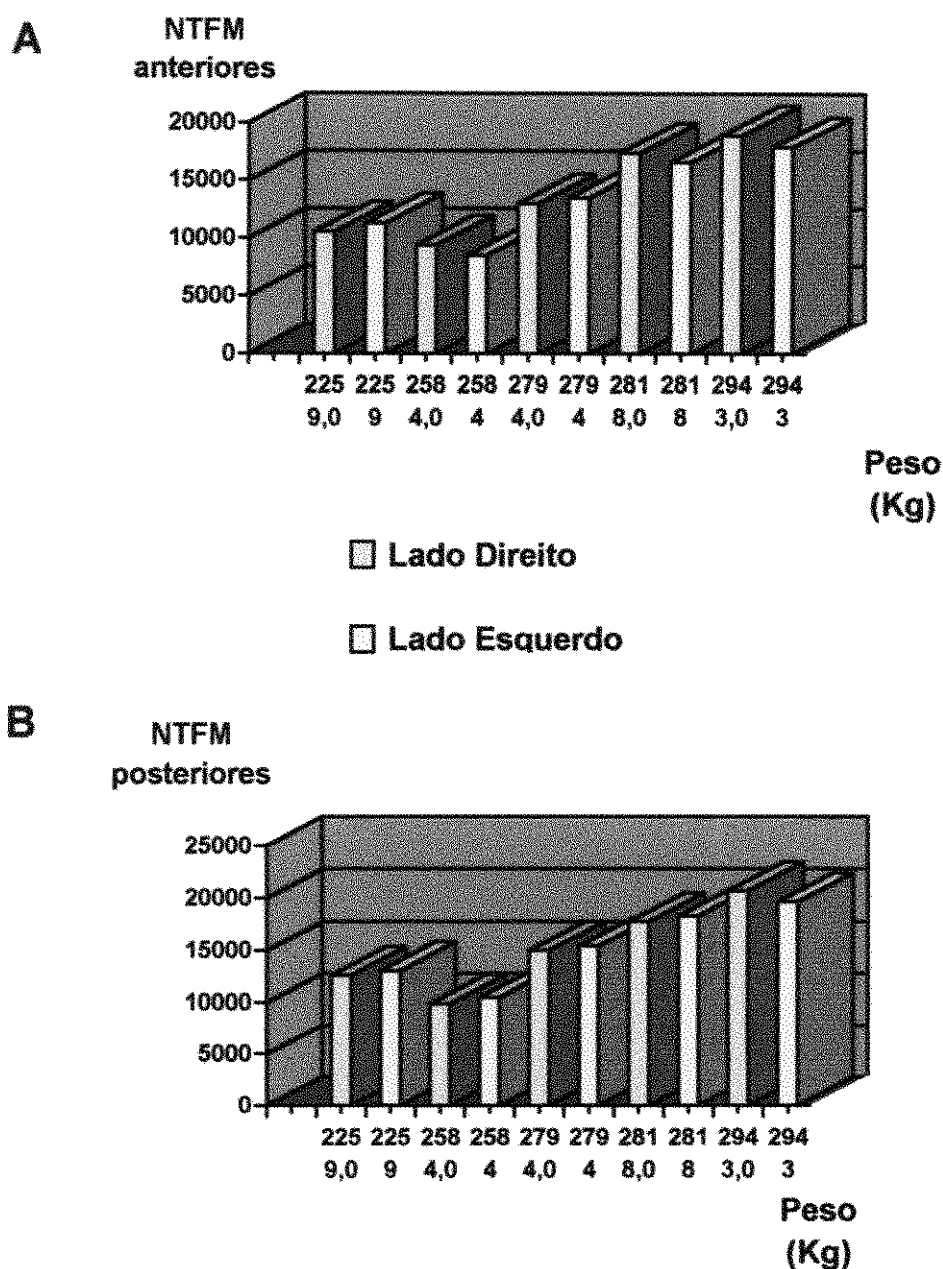 A
NTFM
anteriores
20000
15000
10000
5000
0
225 225 258 258 279 279 281 281 294 294
9,0 9 4,0 4 4,0 4 8,0 8 3,0 3
Peso
(Kg)
Lado Direito
Lado Esquerdo
B
NTFM
posteriores
25000
20000
15000
10000
5000
0
225 225 258 258 279 279 281 281 294 294
9,0 9 4,0 4 4,0 4 8,0 8 3,0 3
Peso
(Kg)